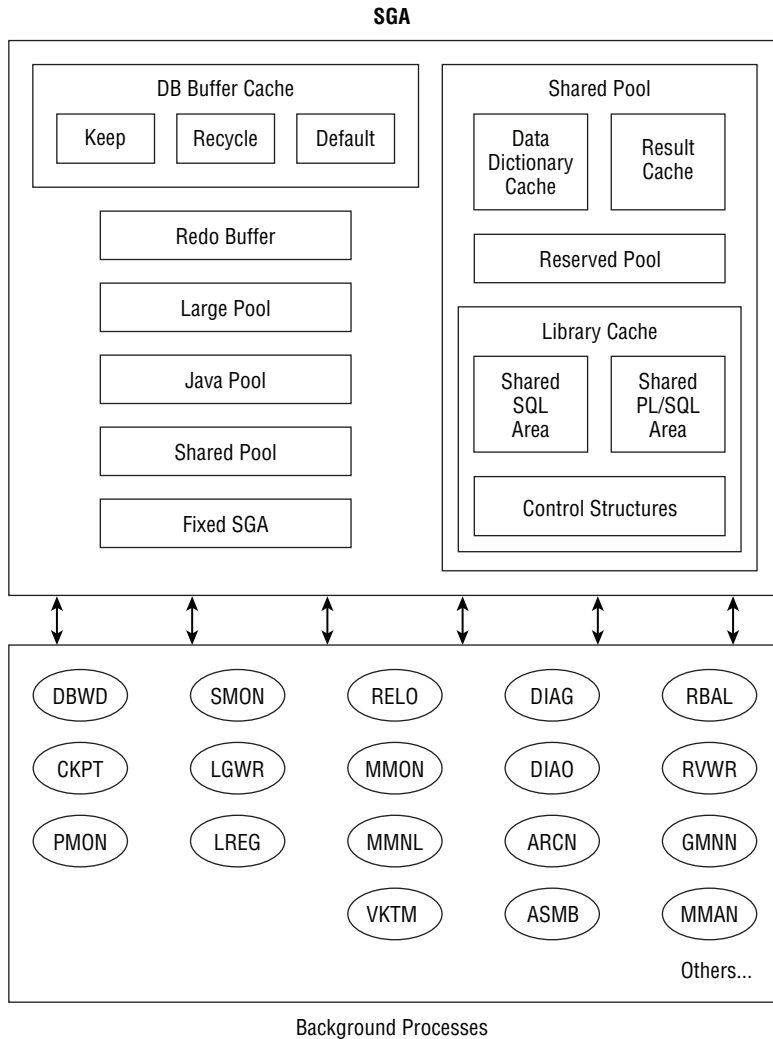 SGA
DB Buffer Cache
Keep
Recycle
Default
Redo Buffer
Large Pool
Java Pool
Shared Pool
Fixed SGA
Shared Pool
Data
Dictionary
Cache
Result
Cache
Reserved Pool
Library Cache
Shared
SQL
Area
Shared
PL/SQL
Area
Control Structures
DBWD
SMON
RELO
DIAG
RBAL
CKPT
LGWR
MMON
DIAO
RVWR
PMON
LREG
MMNL
ARCN
GMNN
VKTM
ASMB
MMAN
Others...
Background Processes